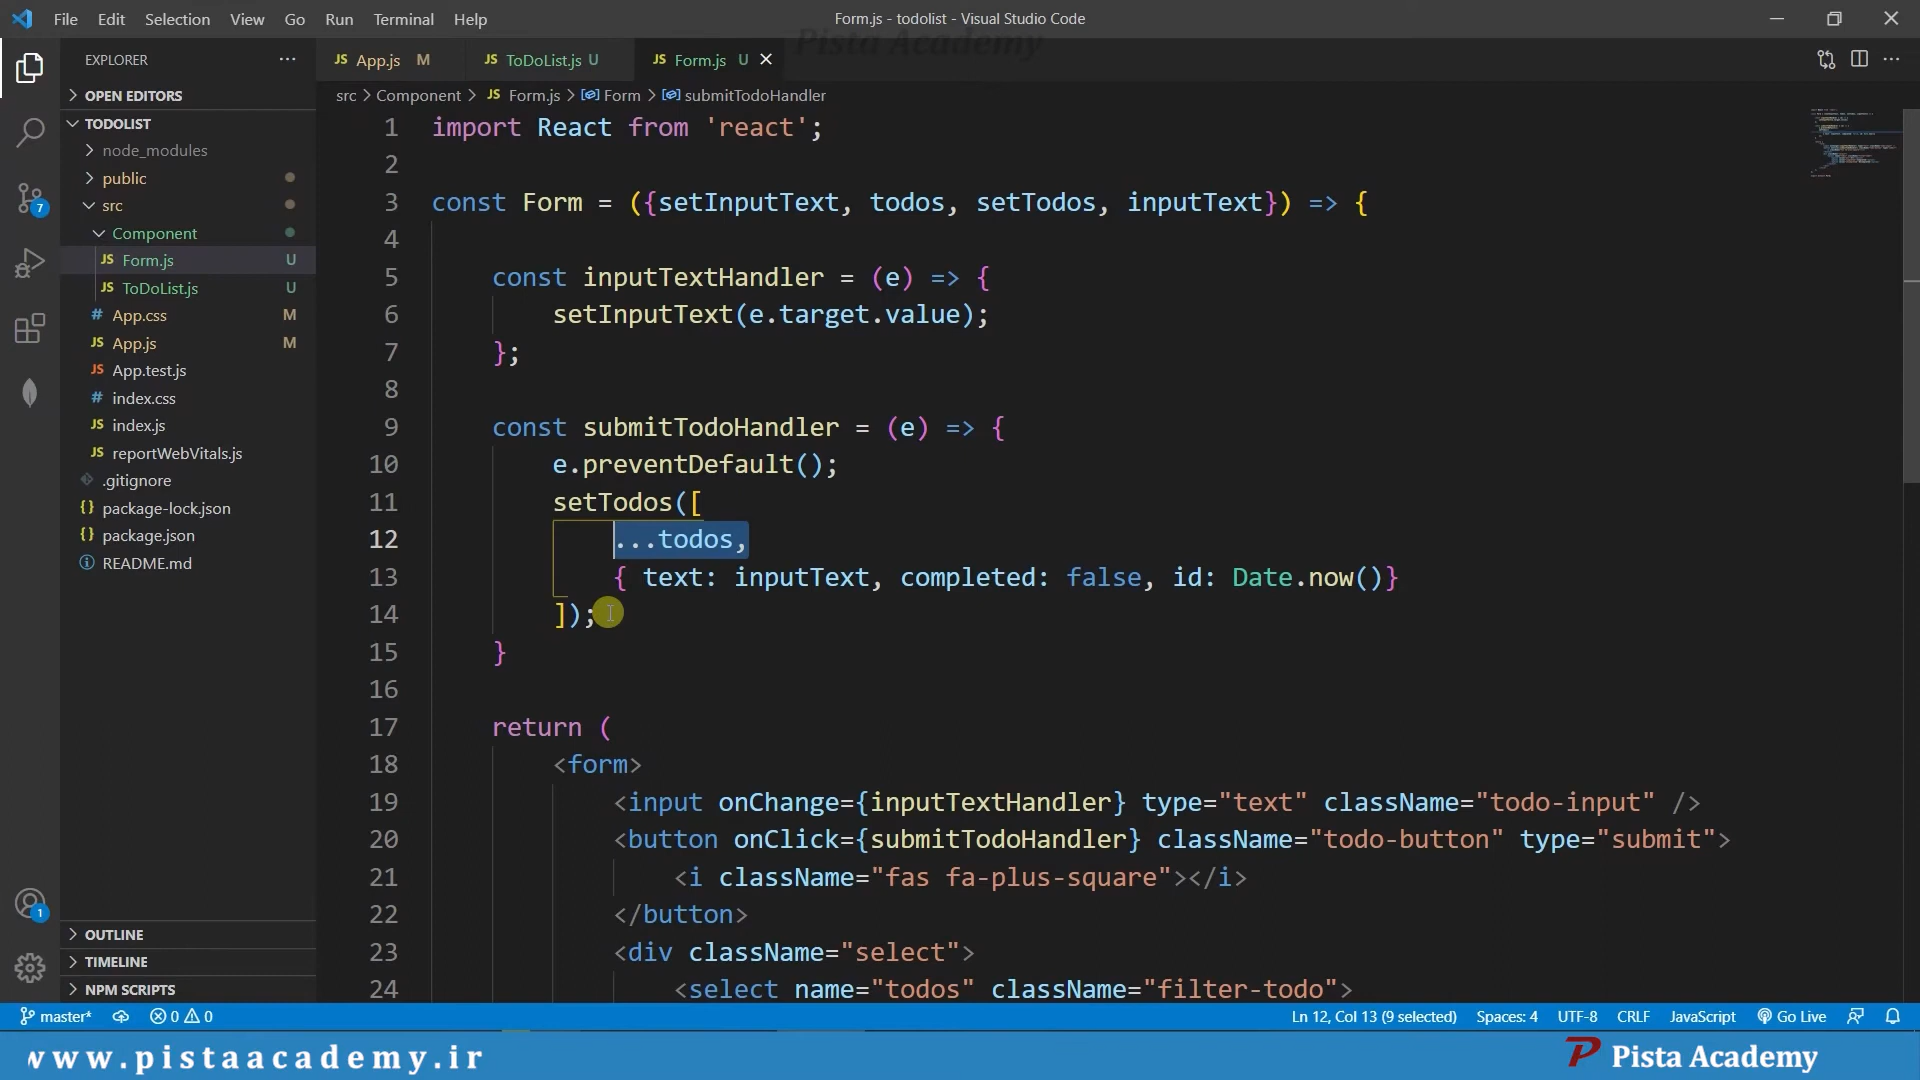 File Edit Selection View Go Run Terminal Help
Form.js - todolist - Visual Studio Code
Pista Academy
EXPLORER
OPEN EDITORS
TODOLIST
node_modules
public
src
Component
JS Form.js U
JS ToDoList.js U
# App.css M
JS App.js M
JS App.test.js
# index.css
JS index.js
JS reportWebVitals.js
.gitignore
{} package-lock.json
{} package.json
README.md
OUTLINE
TIMELINE
NPM SCRIPTS
7
1
JS App.js M JS ToDoList.js U JS Form.js U
src > Component > JS Form.js > Form > submitTodoHandler
1 import React from 'react';
2
3 const Form = ({setInputText, todos, setTodos, inputText}) => {
4
5 const inputTextHandler = (e) => {
6 setInputText(e.target.value);
7 };
8
9 const submitTodoHandler = (e) => {
10 e.preventDefault();
11 setTodos([
12 ...todos,
13 { text: inputText, completed: false, id: Date.now()}
14 ]);
15 }
16
17 return (
18 <form>
19 <input onChange={inputTextHandler} type="text" className="todo-input" />
20 <button onClick={submitTodoHandler} className="todo-button" type="submit">
21 <i className="fas fa-plus-square"></i>
22 </button>
23 <div className="select">
24 <select name="todos" className="filter-todo">
master* 0 0 Ln 12, Col 13 (9 selected) Spaces: 4 UTF-8 CRLF JavaScript Go Live
www.pistaacademy.ir
Pista Academy